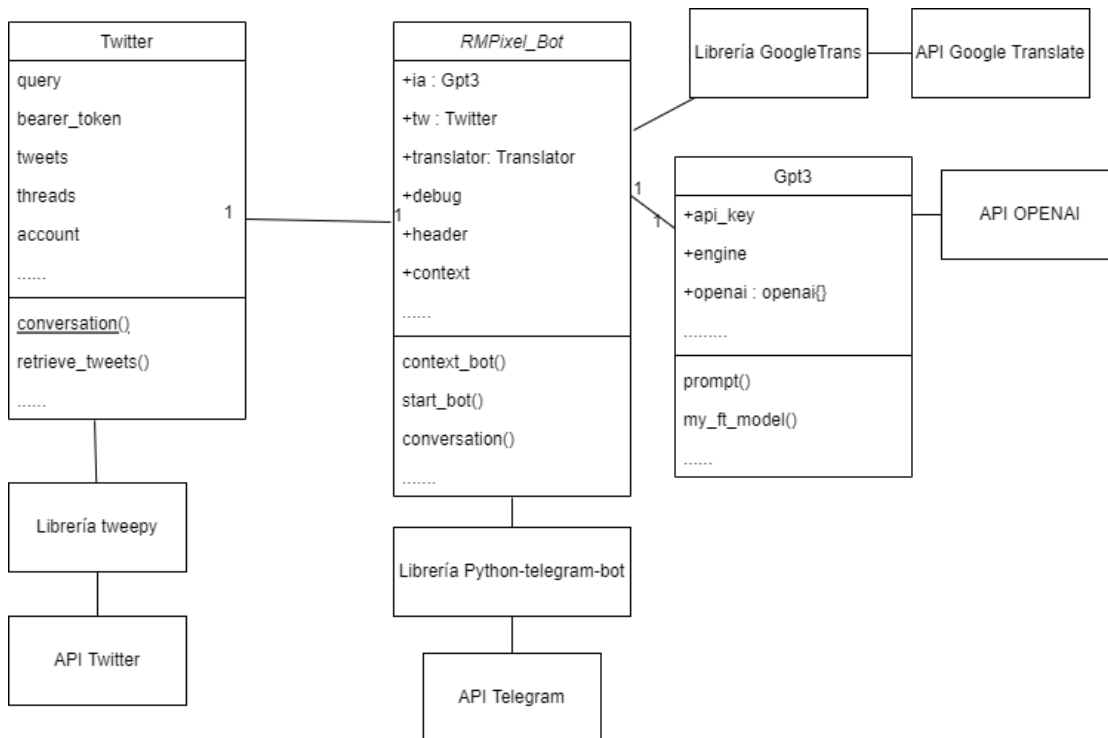 Twitter
query
bearer_token
tweets
threads
account
......
conversation()
retrieve_tweets()
......
1
1
RMPixel_Bot
+ia : Gpt3
+tw : Twitter
+translator: Translator
+debug
+header
+context
......
context_bot()
start_bot()
conversation()
.......
Librería GoogleTrans
API Google Translate
1
1
Gpt3
+api_key
+engine
+openai : openai{}
.........
prompt()
my_ft_model()
......
API OPENAI
Librería tweepy
API Twitter
Librería Python-telegram-bot
API Telegram